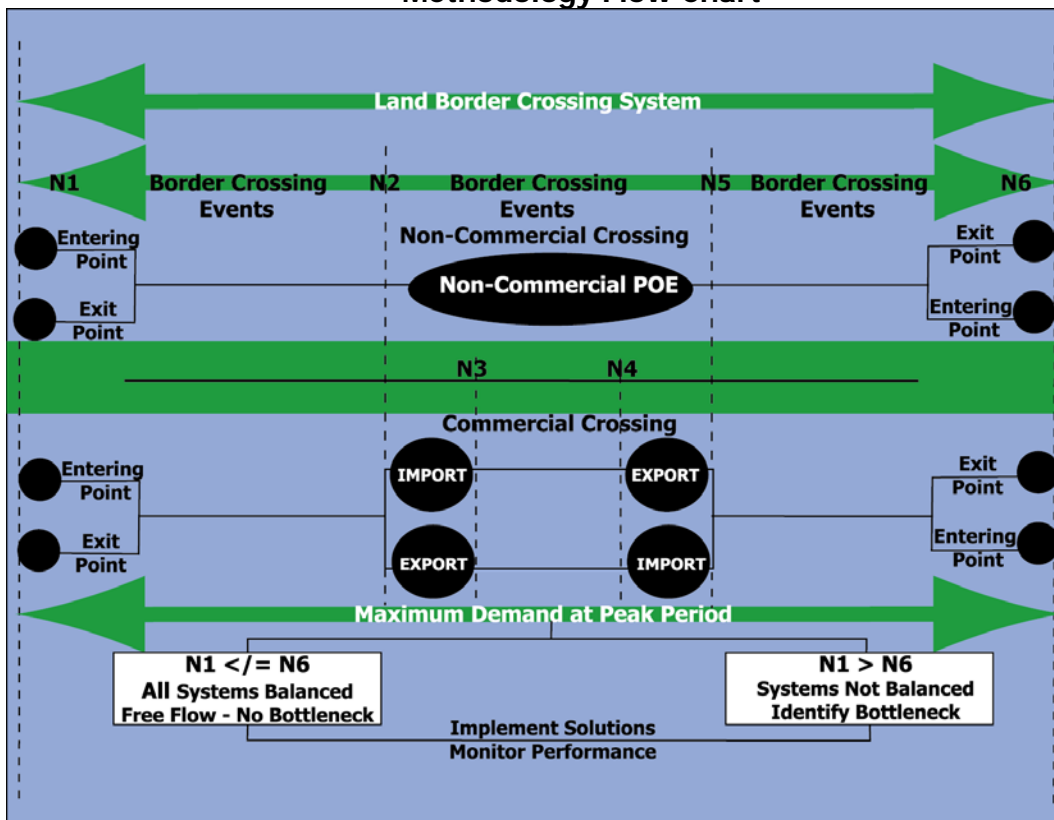 Methodology Flow chart
Land Border Crossing System
N1 Border Crossing N2 Border Crossing N5 Border Crossing N6
Events Events Events
Non-Commercial Crossing
Entering
Point
Exit
Point
Non-Commercial POE
Exit
Point
Entering
Point
N3 N4
Commercial Crossing
Entering
Point
Exit
Point
IMPORT
EXPORT
EXPORT
IMPORT
Exit
Point
Entering
Point
Maximum Demand at Peak Period
N1 </= N6
All Systems Balanced
Free Flow - No Bottleneck
N1 > N6
Systems Not Balanced
Identify Bottleneck
Implement Solutions
Monitor Performance